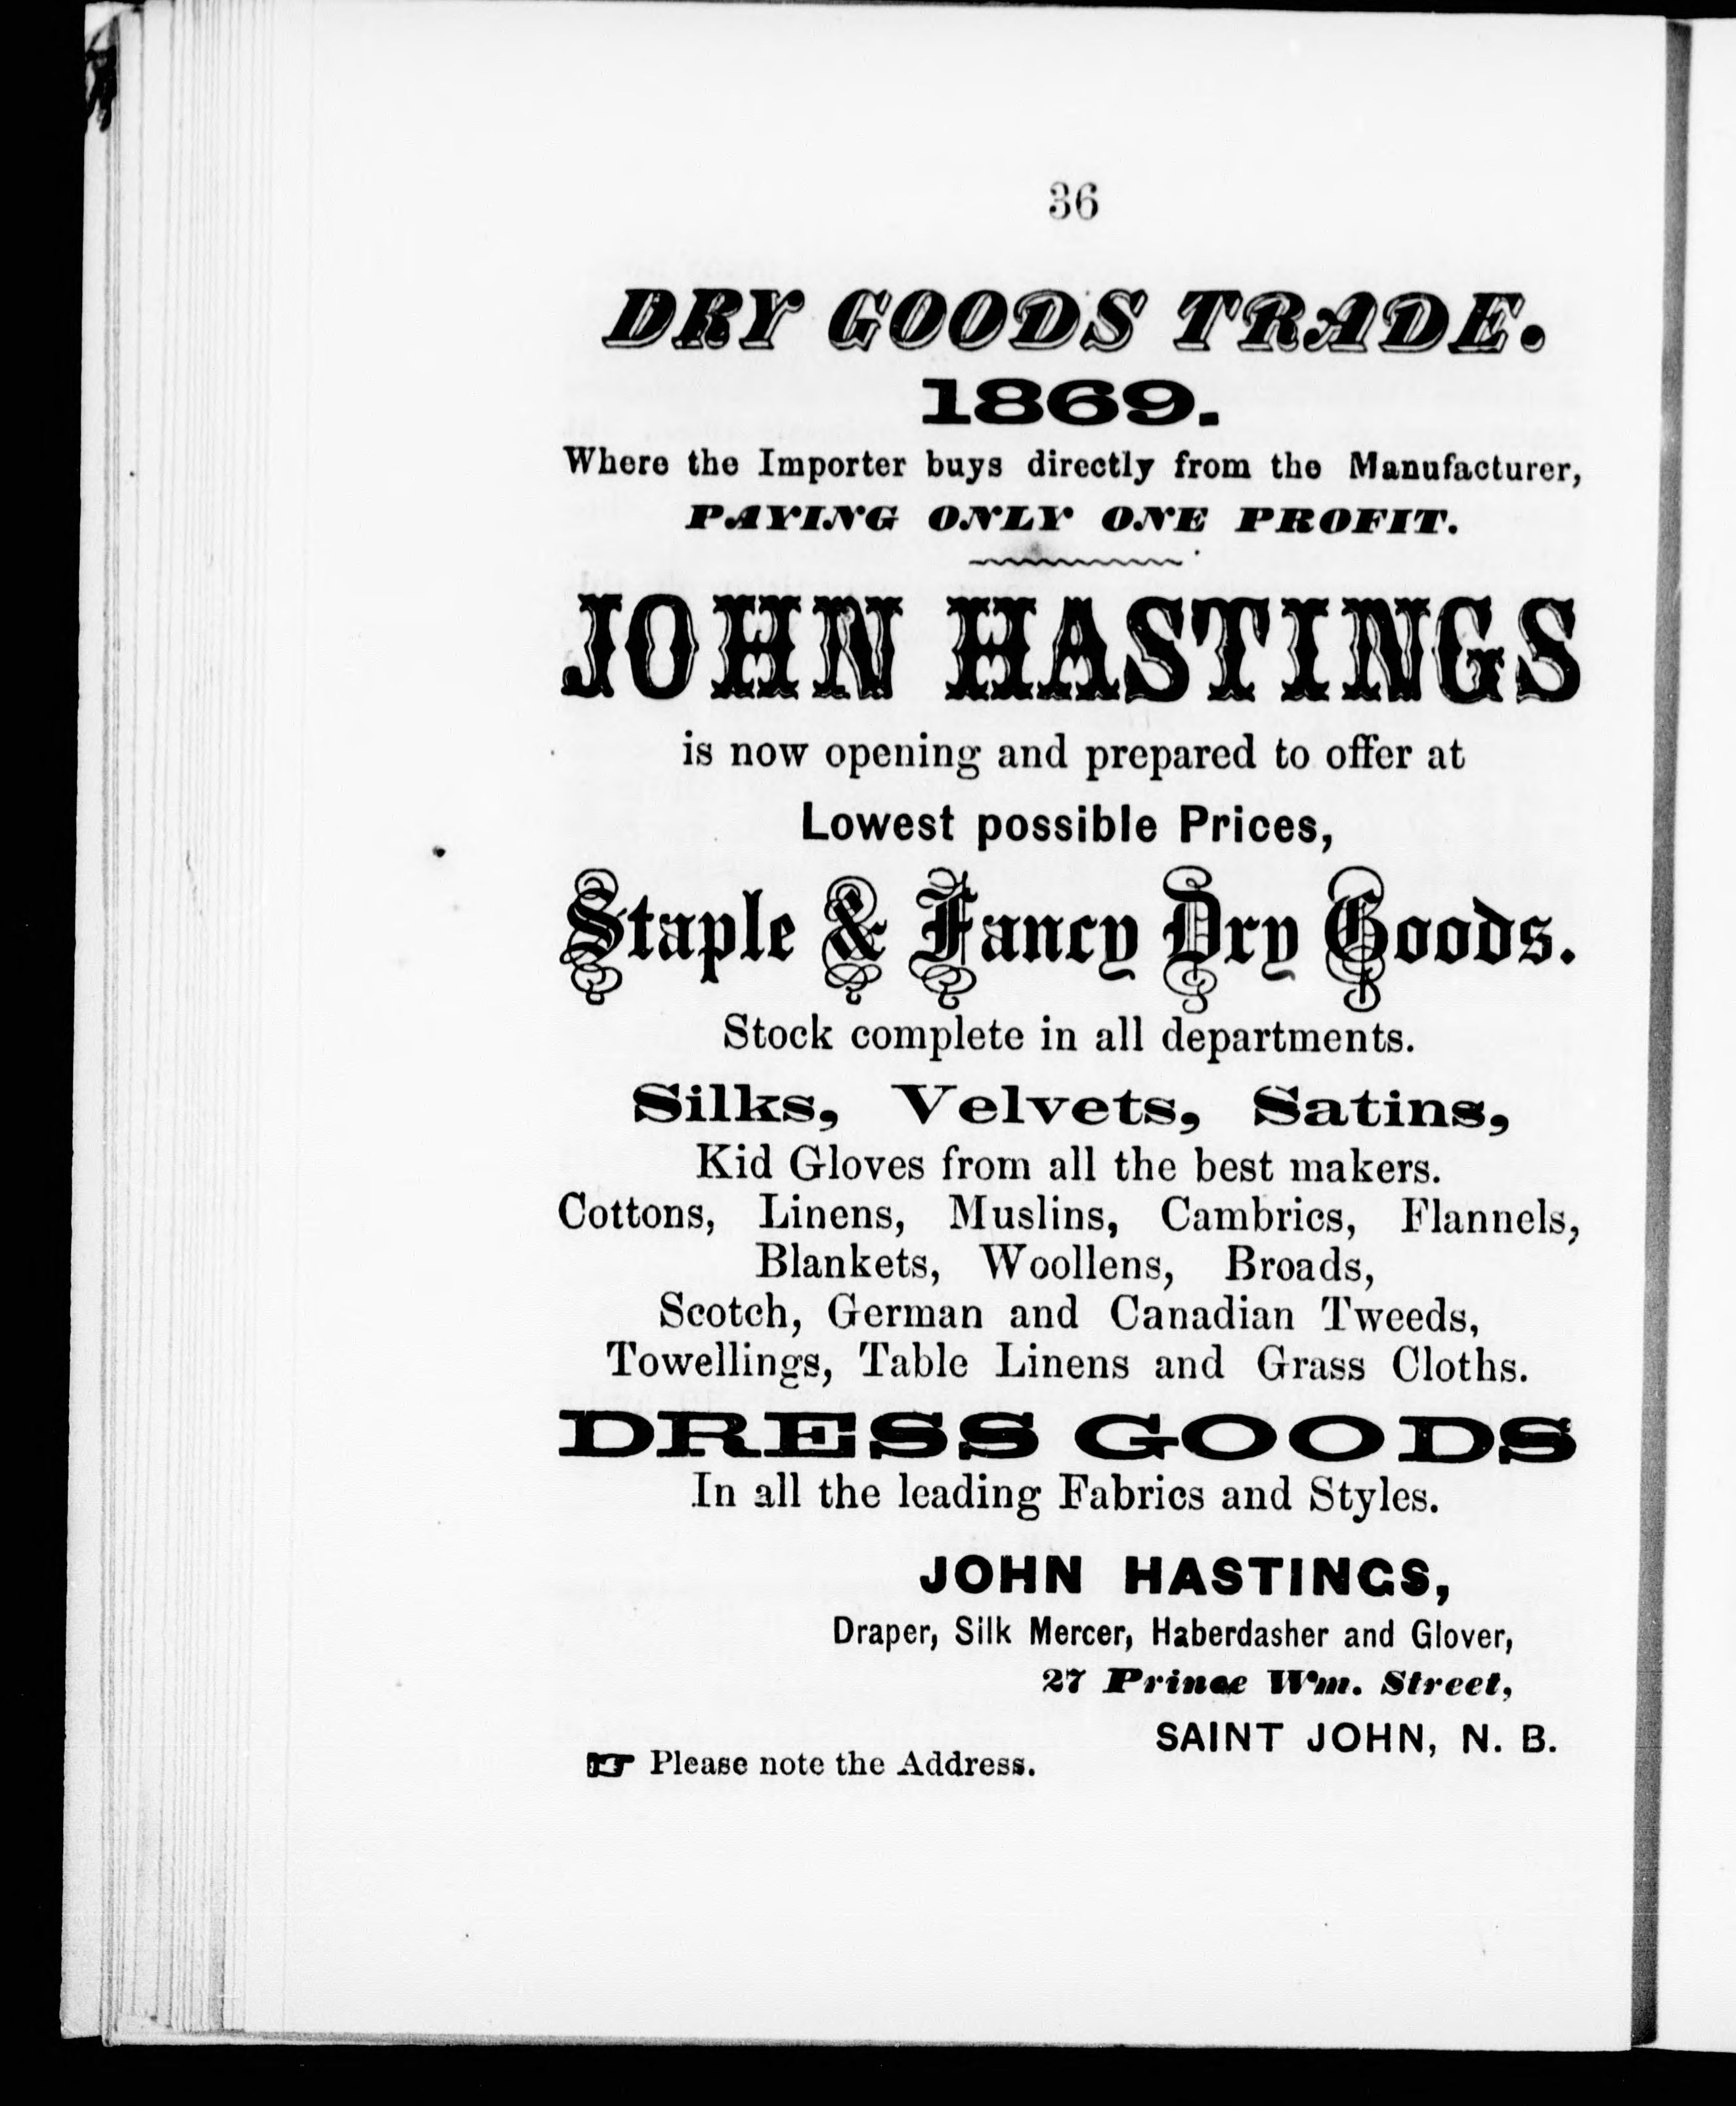 36
DRY GOODS TRADE.
1869.
Where the Importer buys directly from the Manufacturer,
PAYING ONLY ONE PROFIT.
JOHN HASTINGS
is now opening and prepared to offer at
Lowest possible Prices,
Staple & Fancy Dry Goods.
Stock complete in all departments.
Silks, Velvets, Satins,
Kid Gloves from all the best makers.
Cottons, Linens, Muslins, Cambrics, Flannels,
Blankets, Woollens, Broads,
Scotch, German and Canadian Tweeds,
Towellings, Table Linens and Grass Cloths.
DRESS GOODS
In all the leading Fabrics and Styles.
JOHN HASTINGS,
Draper, Silk Mercer, Haberdasher and Glover,
27 Prince Wm. Street,
SAINT JOHN, N. B.
☞ Please note the Address.